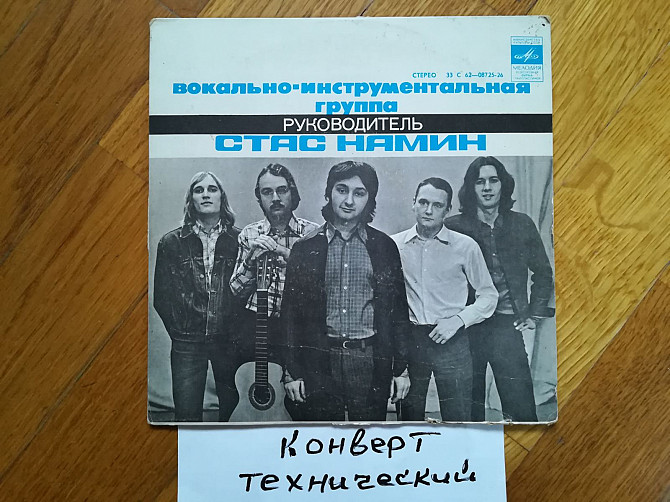 СТЕРЕО 33 С 62—08725-26
МЕЛОДИЯ
вокально-инструментальная
группа
РУКОВОДИТЕЛЬ
СТАС НАМИН
Конверт
технический